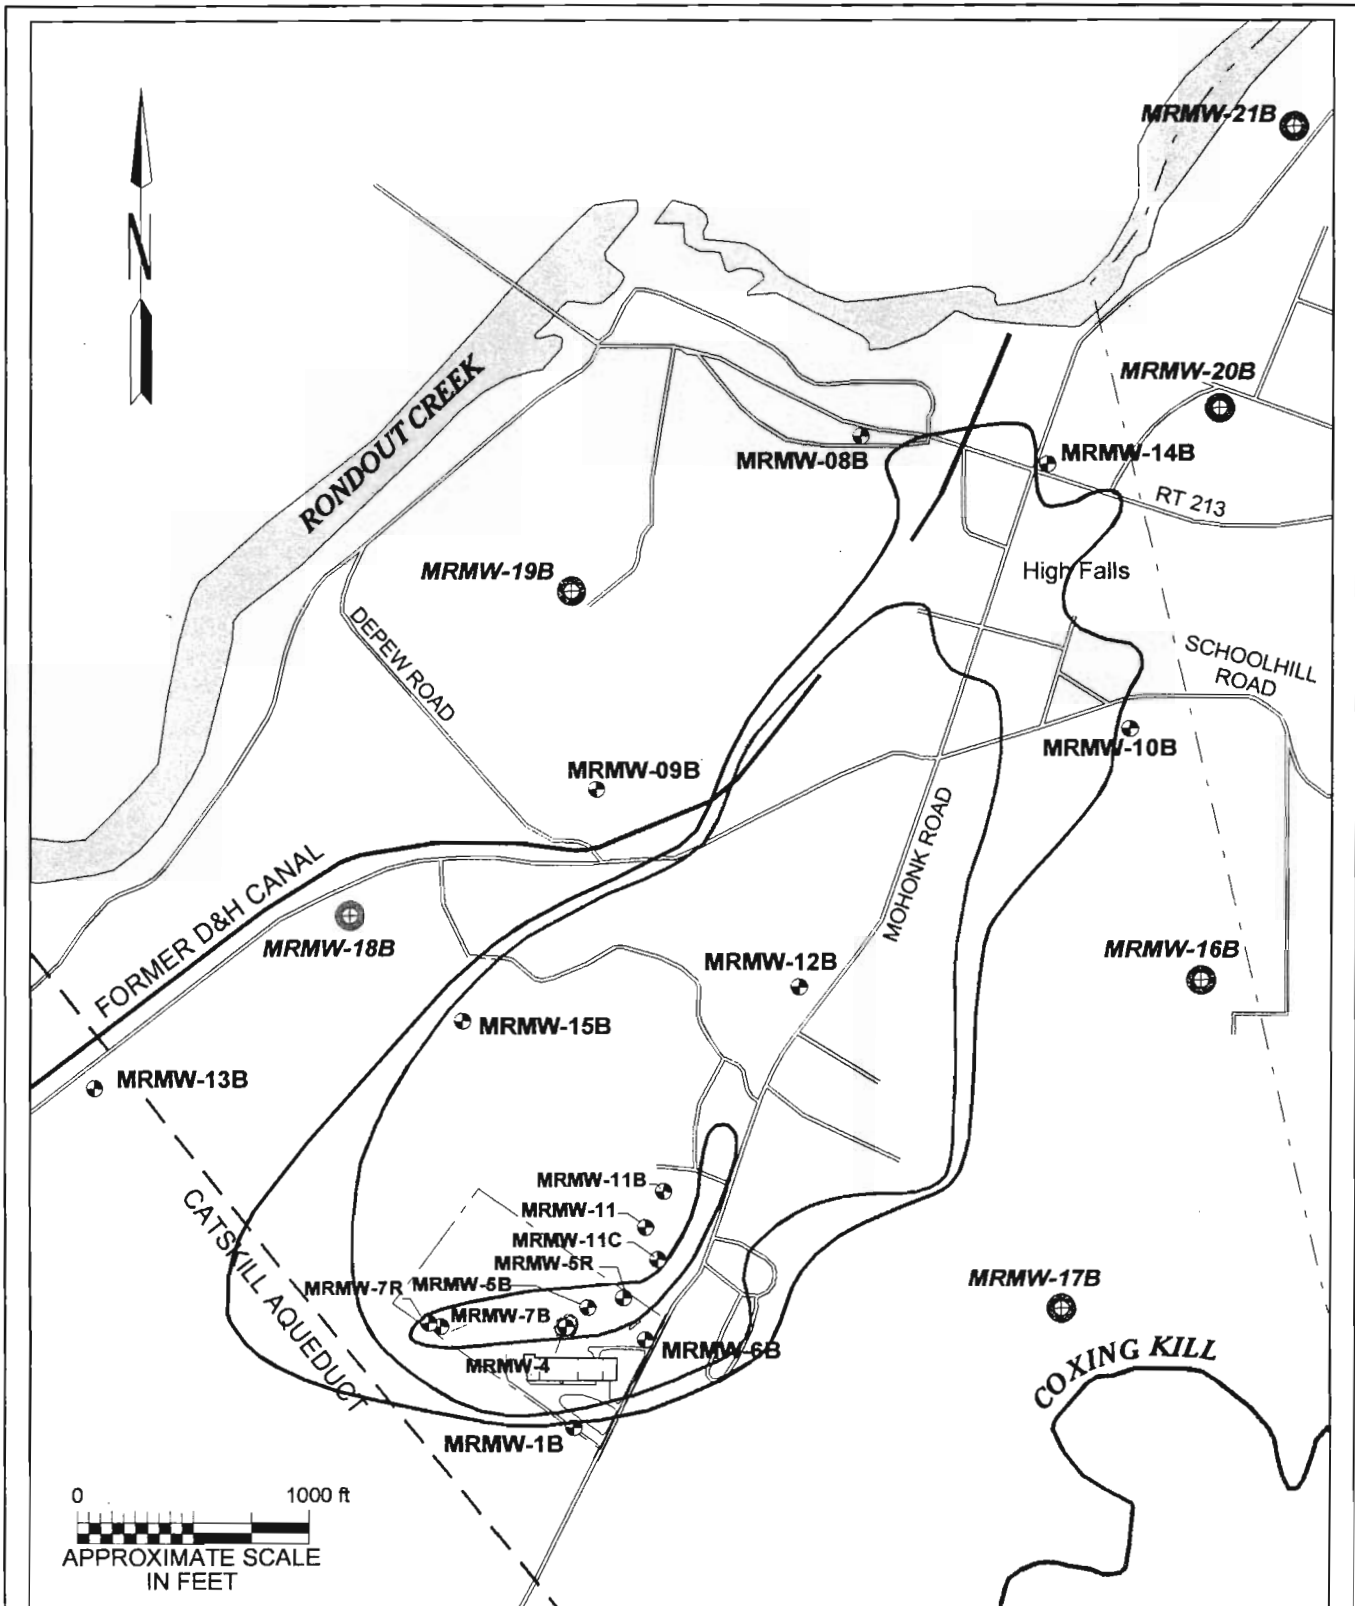 MRMW-21B
N
MRMW-20B
RONDOUT CREEK
MRMW-08B
MRMW-14B
RT 213
MRMW-19B
High Falls
DEPEW ROAD
SCHOOLHILL
ROAD
MRMW-10B
MRMW-09B
MOHONK ROAD
FORMER D&H CANAL
MRMW-18B
MRMW-12B
MRMW-16B
MRMW-15B
MRMW-13B
MRMW-11B
CATSKILL AQUEDUCT
MRMW-11
MRMW-11C
MRMW-5R
MRMW-7R
MRMW-5B
MRMW-17B
MRMW-7B
MRMW-6B
MRMW-4
COXING KILL
MRMW-1B
0 1000 ft
APPROXIMATE SCALE
IN FEET